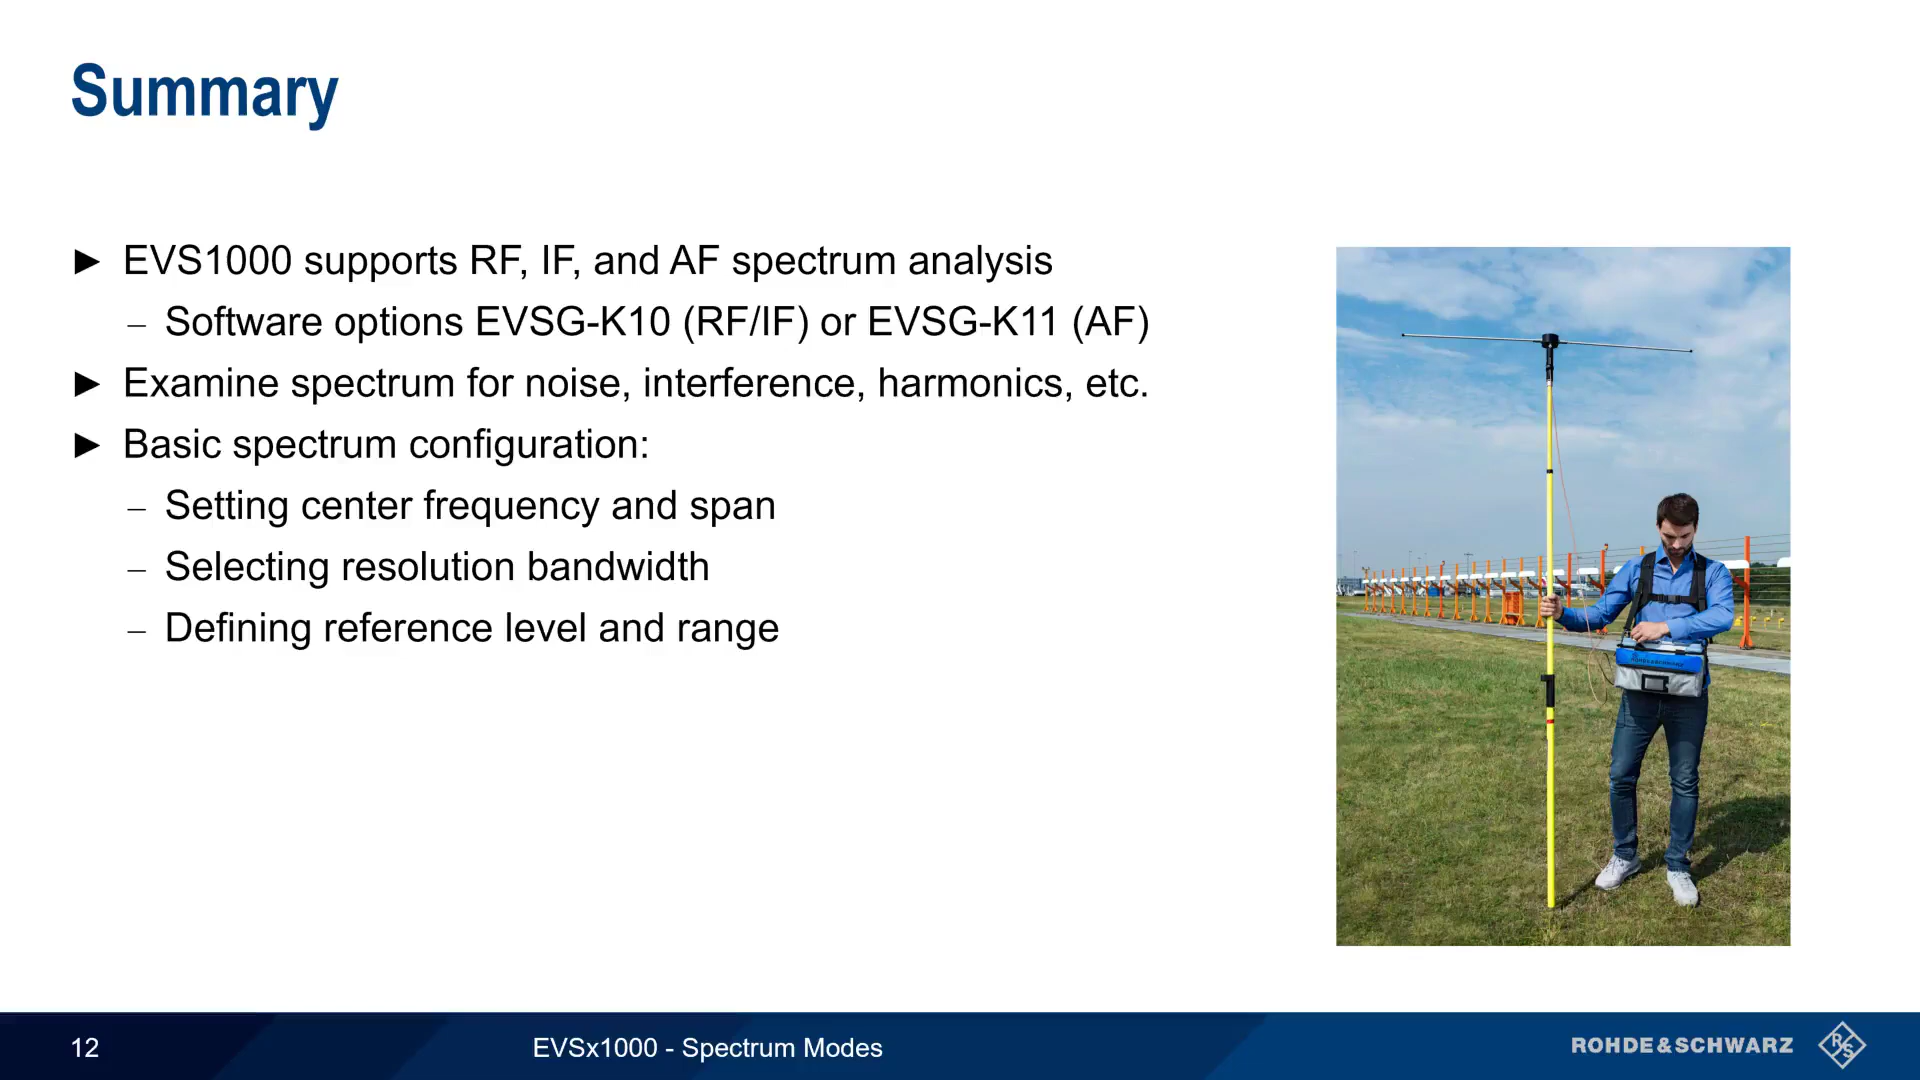 Summary
► EVS1000 supports RF, IF, and AF spectrum analysis
– Software options EVSG-K10 (RF/IF) or EVSG-K11 (AF)
► Examine spectrum for noise, interference, harmonics, etc.
► Basic spectrum configuration:
– Setting center frequency and span
– Selecting resolution bandwidth
– Defining reference level and range
ROHDE&SCHWARZ
12
EVSx1000 - Spectrum Modes
ROHDE&SCHWARZ
R&S